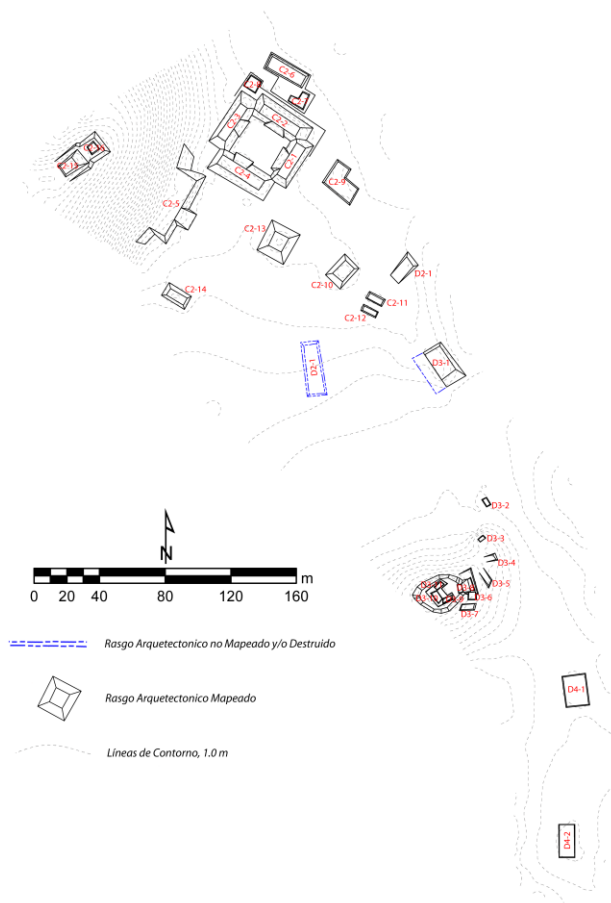 C2-6
C2-7
C2-3
C2-2
C2-1
C2-4
C2-9
C2-5
C2-13
C2-10
D2-1
C2-14
C2-11
C2-12
D2-1
D3-1
D3-2
D3-3
D3-4
D3-5
D3-6
D3-7
N
m
0 20 40 80 120 160
Rasgo Arquetectonico no Mapeado y/o Destruido
Rasgo Arquetectonico Mapeado
Líneas de Contorno, 1.0 m
D4-1
D4-2